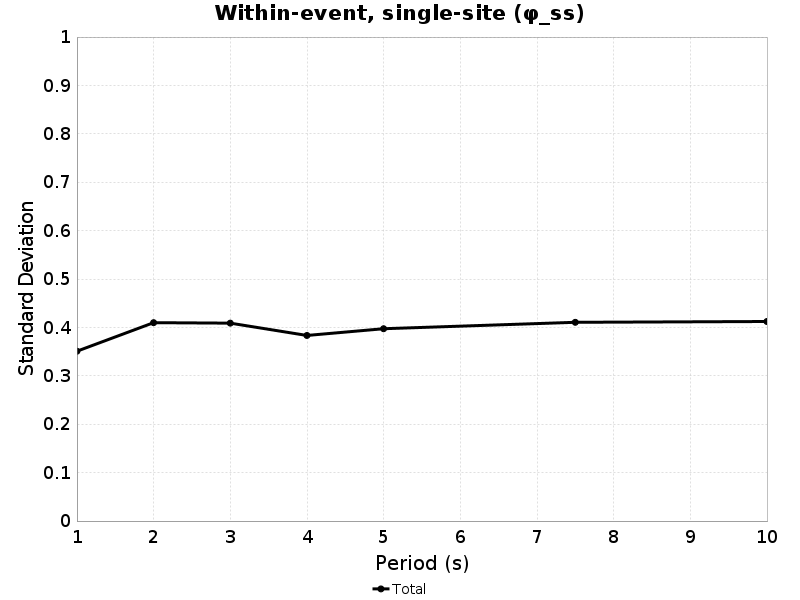 Within-event, single-site (φ_ss)
1
0.9
0.8
0.7
0.6
0.5
0.4
0.3
0.2
0.1
0
Standard Deviation
1 2 3 4 5 6 7 8 9 10
Period (s)
Total